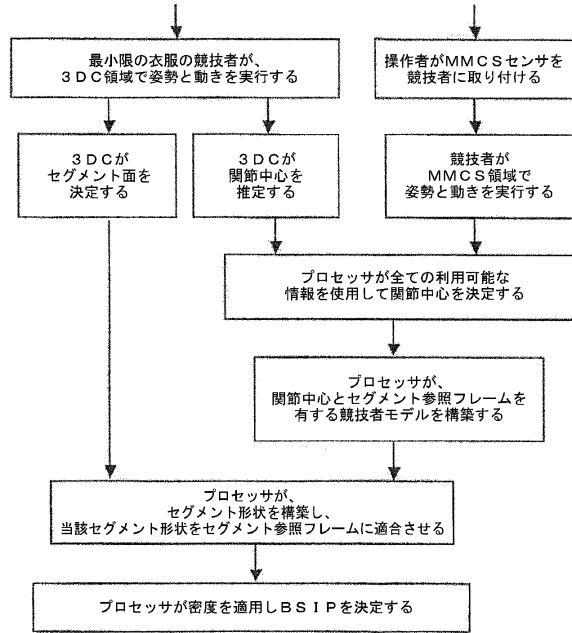 最小限の衣服の競技者が、
３ＤＣ領域で姿勢と動きを実行する
操作者がＭＭＣＳセンサを
競技者に取り付ける
３ＤＣが
セグメント面を
決定する
３ＤＣが
関節中心を
推定する
競技者が
ＭＭＣＳ領域で
姿勢と動きを実行する
プロセッサが全ての利用可能な
情報を使用して関節中心を決定する
プロセッサが、
関節中心とセグメント参照フレームを
有する競技者モデルを構築する
プロセッサが、
セグメント形状を構築し、
当該セグメント形状をセグメント参照フレームに適合させる
プロセッサが密度を適用しＢＳＩＰを決定する